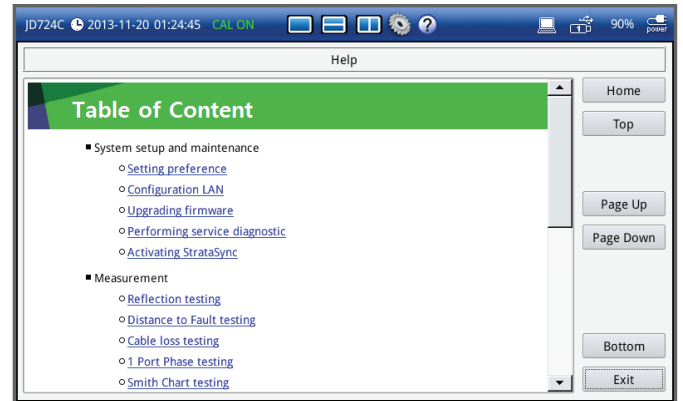 JD724C 2013-11-20 01:24:45 CAL ON 90% power
Help
Table of Content
System setup and maintenance
Setting preference
Configuration LAN
Upgrading firmware
Performing service diagnostic
Activating StrataSync
Measurement
Reflection testing
Distance to Fault testing
Cable loss testing
1 Port Phase testing
Smith Chart testing
Home
Top
Page Up
Page Down
Bottom
Exit